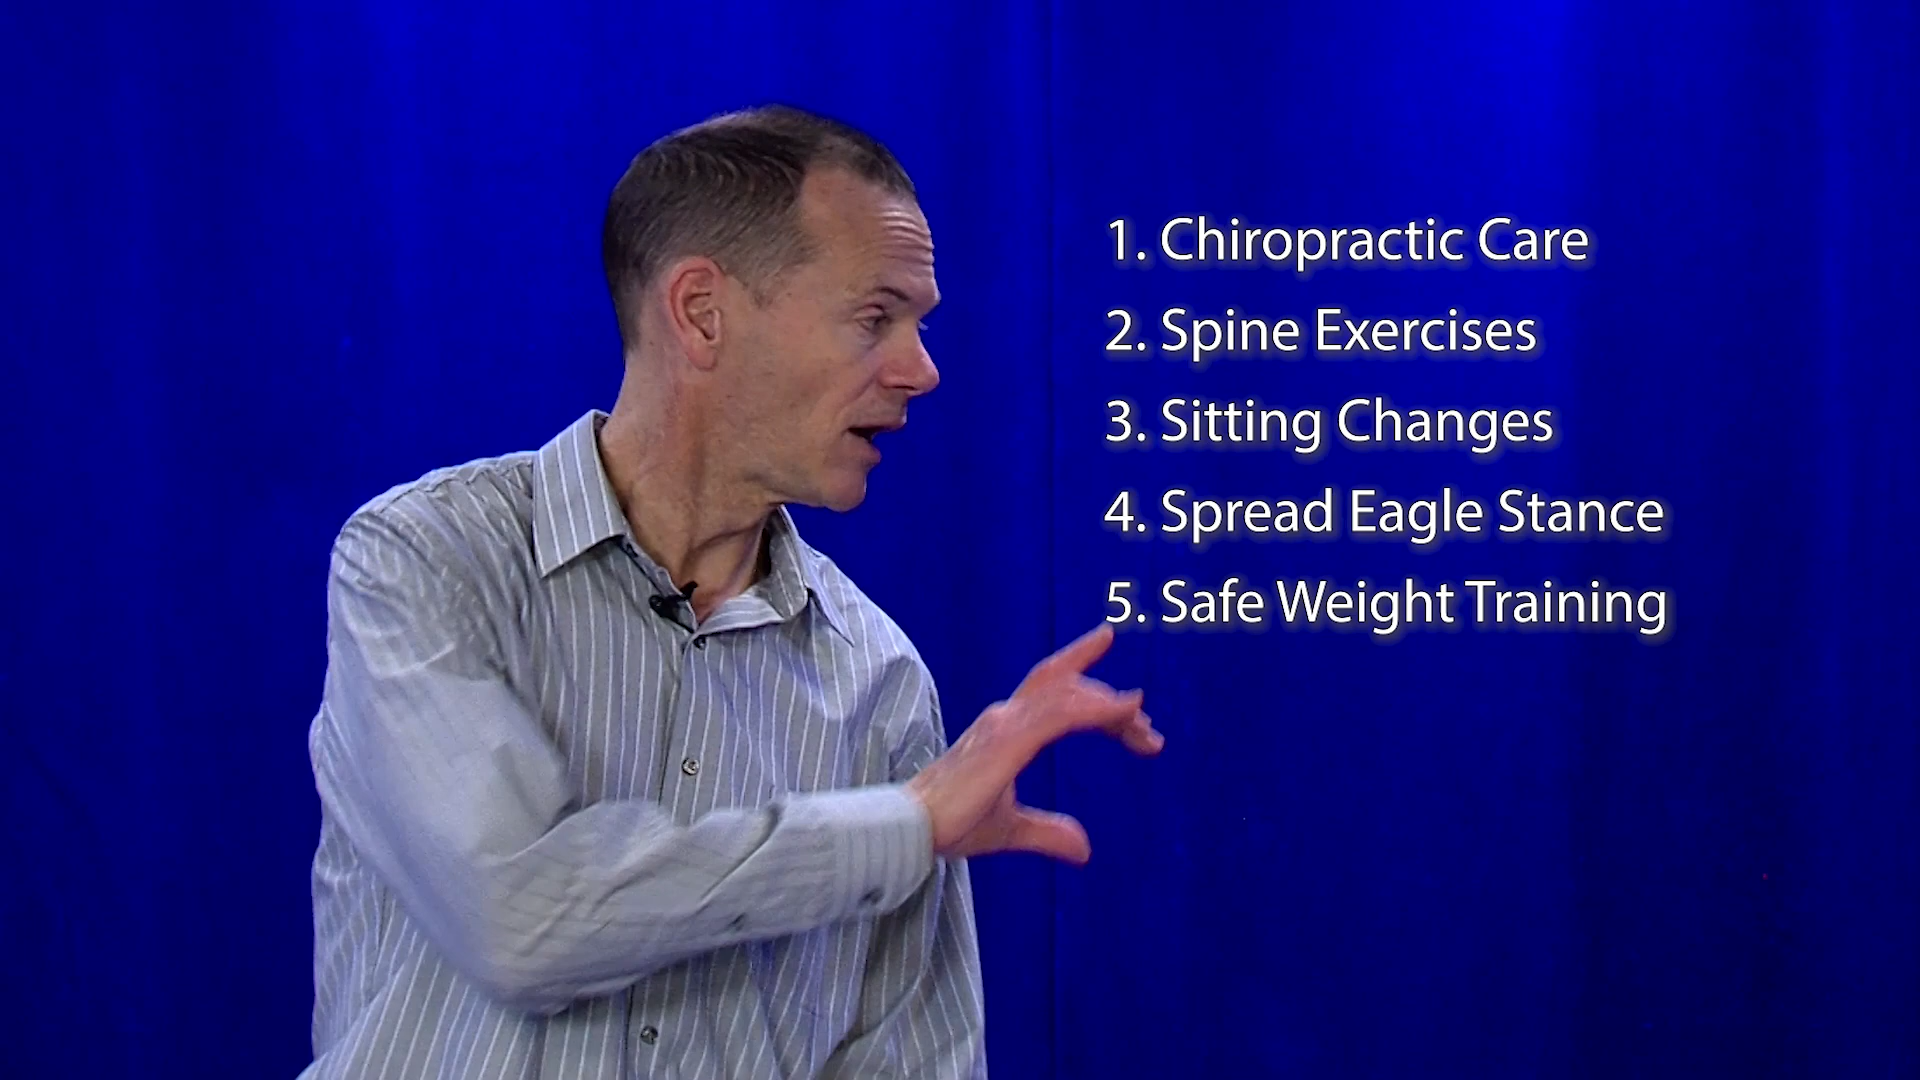 1. Chiropractic Care
2. Spine Exercises
3. Sitting Changes
4. Spread Eagle Stance
5. Safe Weight Training